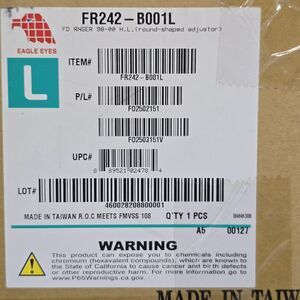 FR242-B001L
FD RNGER 98-00 H.L.(round-shaped adjustor)
EAGLE EYES
ITEM#
FR242-B001L
L
P/L#
FO2502151
FO2503151V
UPC#
8 89521 02478 4
LOT#
46002820880001
MADE IN TAIWAN R.O.C MEETS FMVSS 108
Q'TY 1 PCS
A5 00127
WARNING
This product can expose you to chemicals including
chromium (hexavalent compounds), which are known to
the State of California to cause cancer and birth defects
or other reproductive harm. For more information go to
www.P65Warnings.ca.gov.
MADE IN TAIW